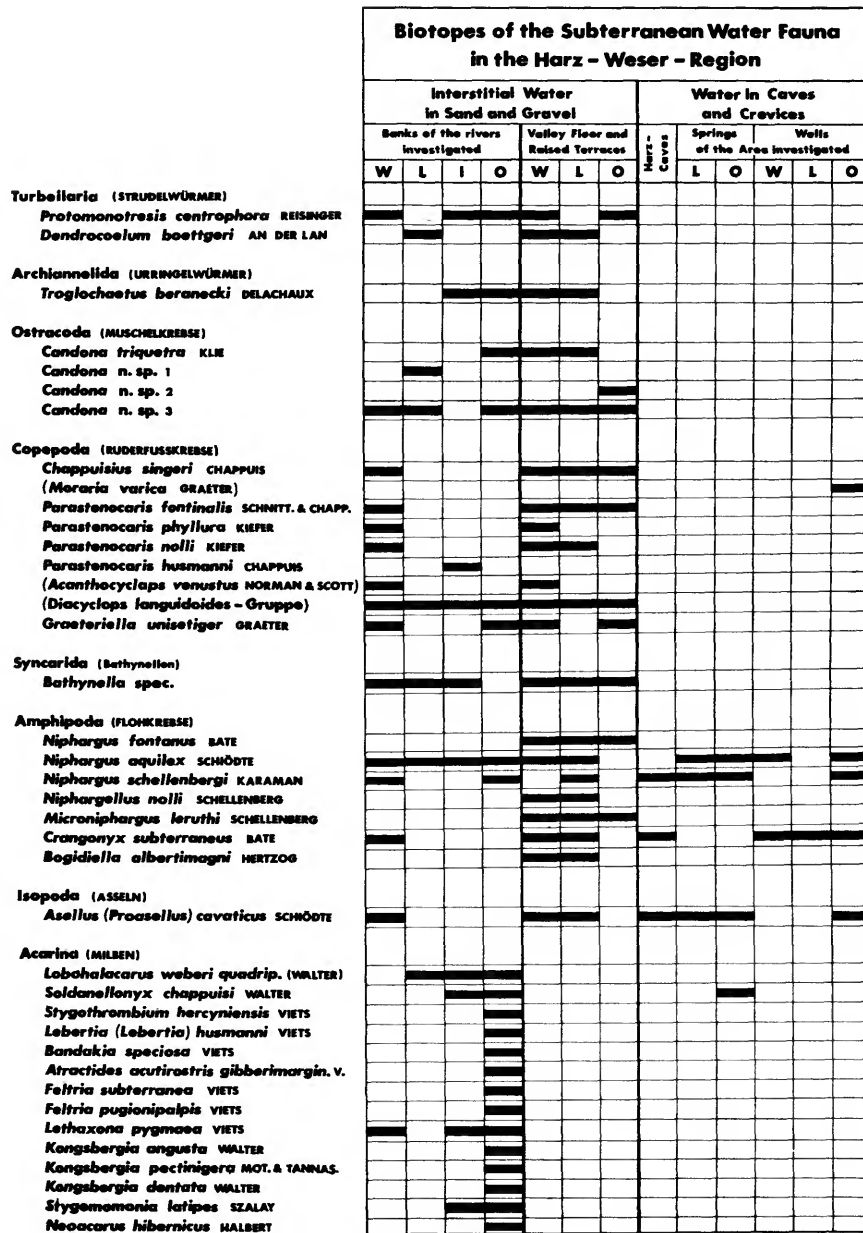 Biotopes of the Subterranean Water Fauna
in the Harz – Weser – Region
Interstitial Water
in Sand and Gravel
Water in Caves
and Crevices
Banks of the rivers
investigated
Valley Floor and
Raised Terraces
Harz-
Caves
Springs Wells
of the Area investigated
W L I O W L O L O W L O
Turbellaria (STRUDELWÜRMER)
Protomonotresis centrophora REISINGER
Dendrocoelum boettgeri AN DER LAN
Archiannelida (URRINGELWÜRMER)
Troglochaetus beranecki DELACHAUX
Ostracoda (MUSCHELKREBSE)
Candona triquetra KLIE
Candona n. sp. 1
Candona n. sp. 2
Candona n. sp. 3
Copepoda (RUDERFUSSKREBSE)
Chappuisius singeri CHAPPUIS
(Moraria varica GRAETER)
Parastenocaris fontinalis SCHNITT. & CHAPP.
Parastenocaris phyllura KIEFER
Parastenocaris nolli KIEFER
Parastenocaris husmanni CHAPPUIS
(Acanthocyclaps venustus NORMAN & SCOTT)
(Diacyclops languidoides – Gruppe)
Graeteriella unisetiger GRAETER
Syncarida (Bathynellen)
Bathynella spec.
Amphipoda (FLOHKREBSE)
Niphargus fontanus BATE
Niphargus aquilex SCHIÖDTE
Niphargus schellenbergi KARAMAN
Niphargellus nolli SCHELLENBERG
Microniphargus leruthi SCHELLENBERG
Crangonyx subterraneus BATE
Bogidiella albertimagni HERTZOG
Isopoda (ASSELN)
Asellus (Proasellus) cavaticus SCHIÖDTE
Acarina (MILBEN)
Lobohalacarus weberi quadrip. (WALTER)
Soldanellonyx chappuisi WALTER
Stygothrombium hercyniensis VIETS
Lebertia (Lebertia) husmanni VIETS
Bandakia speciosa VIETS
Atractides acutirostris gibberimargin. V.
Feltria subterranea VIETS
Feltria pugionipalpis VIETS
Lethaxona pygmaea VIETS
Kongsbergia angusta WALTER
Kongsbergia pectinigera MOT. & TANNAS.
Kongsbergia dentata WALTER
Stygomomonia latipes SZALAY
Neoacarus hibernicus HALBERT